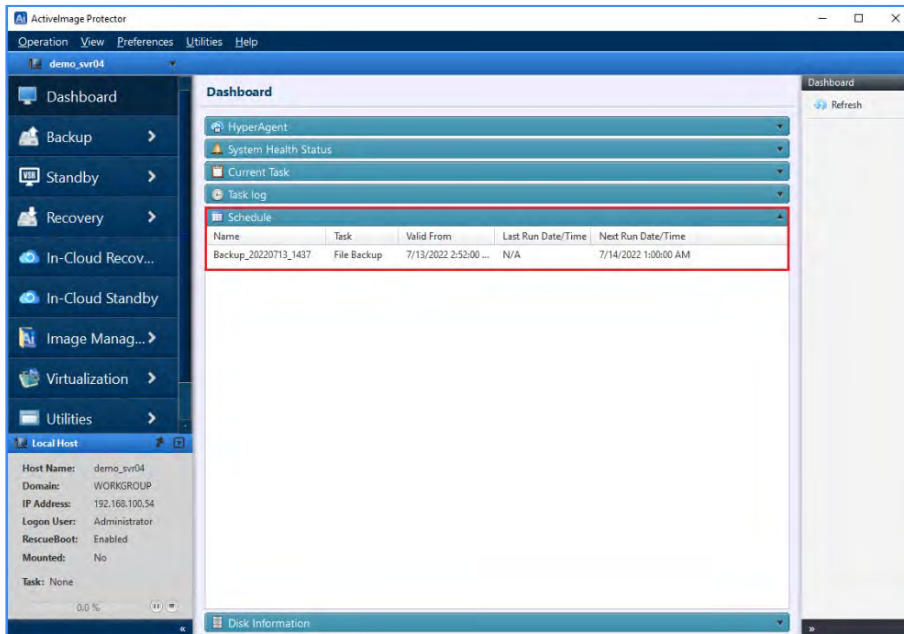 ActiveImage Protector
Operation View Preferences Utilities Help
demo_svr04
Dashboard
Backup
Standby
Recovery
In-Cloud Recov...
In-Cloud Standby
Image Manag...
Virtualization
Utilities
Local Host
Host Name: demo_svr04
Domain: WORKGROUP
IP Address: 192.168.100.54
Logon User: Administrator
RescueBoot: Enabled
Mounted: No
Task: None
0.0 %
Dashboard
HyperAgent
System Health Status
Current Task
Task log
Schedule
Name Task Valid From Last Run Date/Time Next Run Date/Time
Backup_20220713_1437 File Backup 7/13/2022 2:52:00 ... N/A 7/14/2022 1:00:00 AM
Disk Information
Dashboard
Refresh